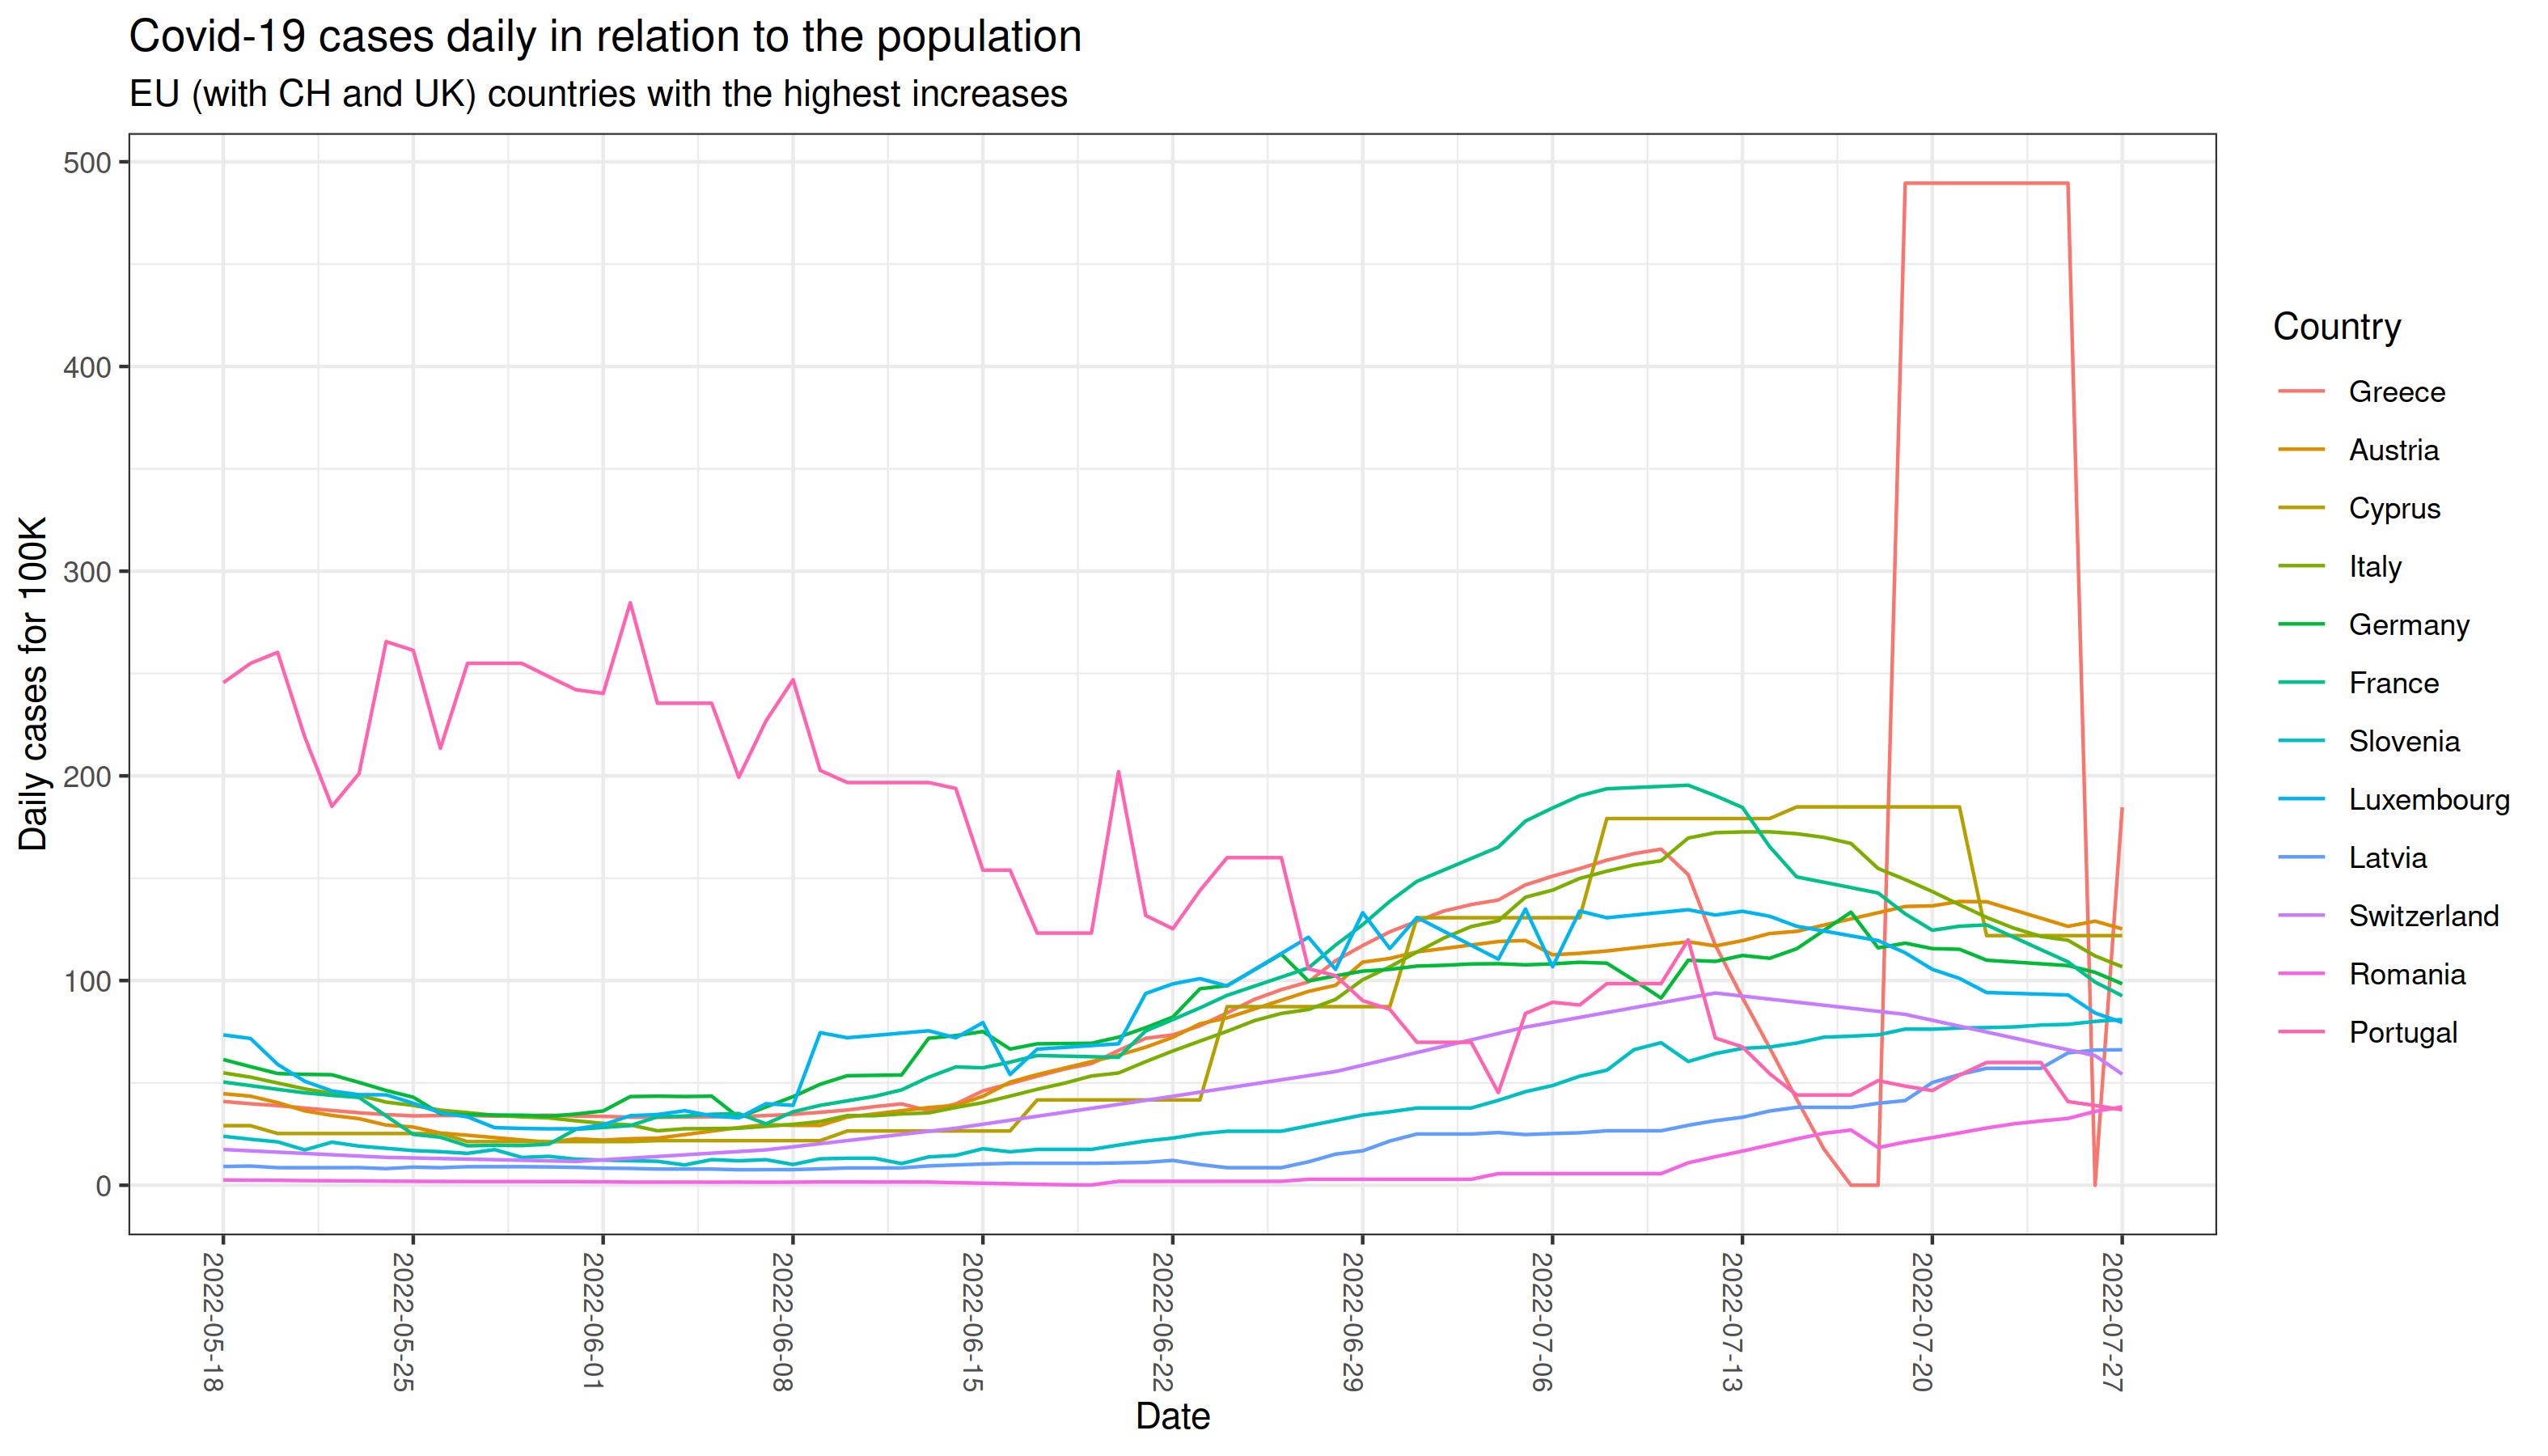 Covid-19 cases daily in relation to the population
EU (with CH and UK) countries with the highest increases
Daily cases for 100K
500
400
300
200
100
0
2022-05-18
2022-05-25
2022-06-01
2022-06-08
2022-06-15
2022-06-22
2022-06-29
2022-07-06
2022-07-13
2022-07-20
2022-07-27
Date
Country
Greece
Austria
Cyprus
Italy
Germany
France
Slovenia
Luxembourg
Latvia
Switzerland
Romania
Portugal